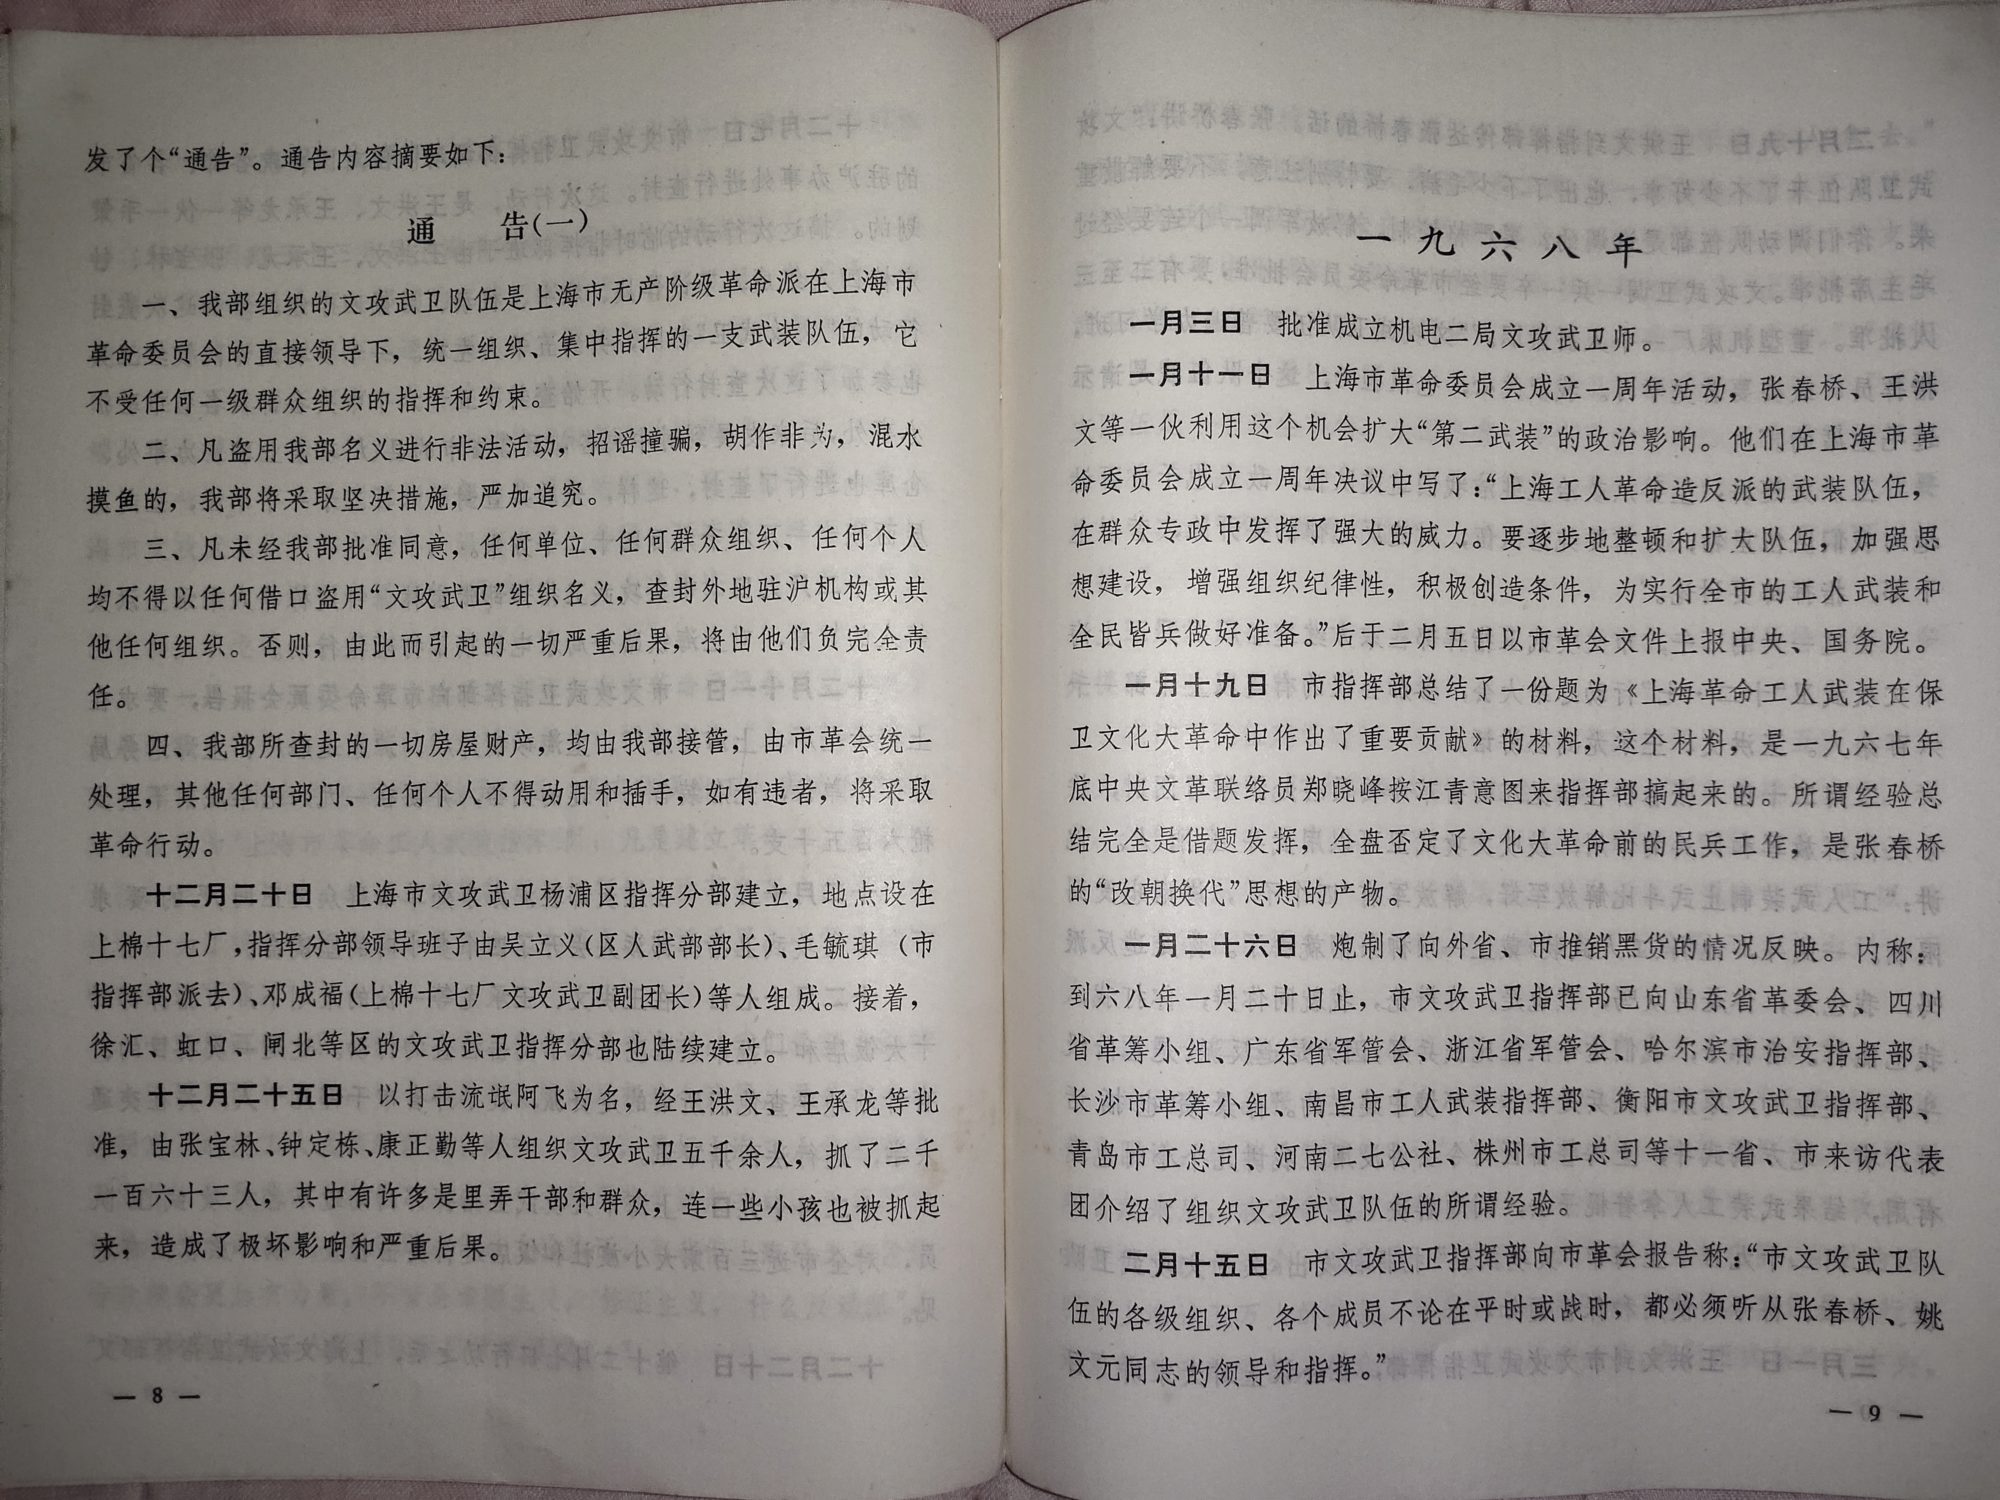 发了个“通告”。通告内容摘要如下：
通　　告（一）
一、我部组织的文攻武卫队伍是上海市无产阶级革命派在上海市
革命委员会的直接领导下，统一组织、集中指挥的一支武装队伍，它
不受任何一级群众组织的指挥和约束。
二、凡盗用我部名义进行非法活动，招谣撞骗，胡作非为，混水
摸鱼的，我部将采取坚决措施，严加追究。
三、凡未经我部批准同意，任何单位、任何群众组织、任何个人
均不得以任何借口盗用“文攻武卫”组织名义，查封外地驻沪机构或其
他任何组织。否则，由此而引起的一切严重后果，将由他们负完全责
任。
四、我部所查封的一切房屋财产，均由我部接管，由市革会统一
处理，其他任何部门、任何个人不得动用和插手，如有违者，将采取
革命行动。
十二月二十日　上海市文攻武卫杨浦区指挥分部建立，地点设在
上棉十七厂，指挥分部领导班子由吴立义（区人武部部长）、毛毓琪（市
指挥部派去）、邓成福（上棉十七厂文攻武卫副团长）等人组成。接着，
徐汇、虹口、闸北等区的文攻武卫指挥分部也陆续建立。
十二月二十五日　以打击流氓阿飞为名，经王洪文、王承龙等批
准，由张宝林、钟定栋、康正勤等人组织文攻武卫五千余人，抓了二千
一百六十三人，其中有许多是里弄干部和群众，连一些小孩也被抓起
来，造成了极坏影响和严重后果。
— 8 —
一九六八年
一月三日　批准成立机电二局文攻武卫师。
一月十一日　上海市革命委员会成立一周年活动，张春桥、王洪
文等一伙利用这个机会扩大“第二武装”的政治影响。他们在上海市革
命委员会成立一周年决议中写了：“上海工人革命造反派的武装队伍，
在群众专政中发挥了强大的威力。要逐步地整顿和扩大队伍，加强思
想建设，增强组织纪律性，积极创造条件，为实行全市的工人武装和
全民皆兵做好准备。”后于二月五日以市革会文件上报中央、国务院。
一月十九日　市指挥部总结了一份题为《上海革命工人武装在保
卫文化大革命中作出了重要贡献》的材料，这个材料，是一九六七年
底中央文革联络员郑晓峰按江青意图来指挥部搞起来的。所谓经验总
结完全是借题发挥，全盘否定了文化大革命前的民兵工作，是张春桥
的“改朝换代”思想的产物。
一月二十六日　炮制了向外省、市推销黑货的情况反映。内称：
到六八年一月二十日止，市文攻武卫指挥部已向山东省革委会、四川
省革筹小组、广东省军管会、浙江省军管会、哈尔滨市治安指挥部、
长沙市革筹小组、南昌市工人武装指挥部、衡阳市文攻武卫指挥部、
青岛市工总司、河南二七公社、株州市工总司等十一省、市来访代表
团介绍了组织文攻武卫队伍的所谓经验。
二月十五日　市文攻武卫指挥部向市革会报告称：“市文攻武卫队
伍的各级组织、各个成员不论在平时或战时，都必须听从张春桥、姚
文元同志的领导和指挥。”
— 9 —